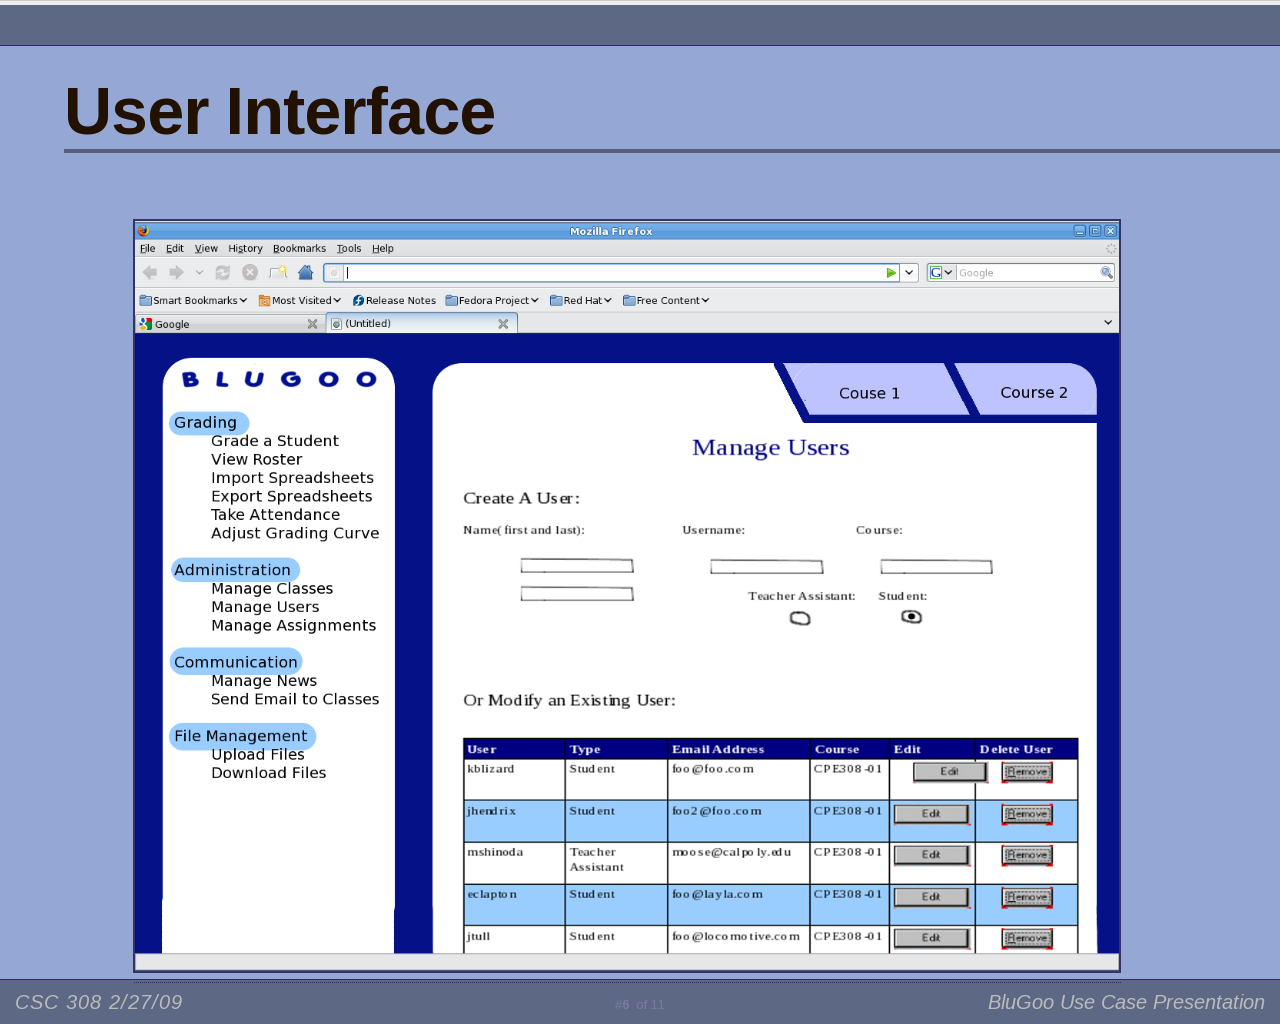 User Interface
Mozilla Firefox
File Edit View History Bookmarks Tools Help
G Google
Smart Bookmarks Most Visited Release Notes Fedora Project Red Hat Free Content
Google (Untitled)
BLUGOO
Grading
Grade a Student
View Roster
Import Spreadsheets
Export Spreadsheets
Take Attendance
Adjust Grading Curve
Administration
Manage Classes
Manage Users
Manage Assignments
Communication
Manage News
Send Email to Classes
File Management
Upload Files
Download Files
Couse 1 Course 2
Manage Users
Create A User:
Name(first and last): Username: Course:
Teacher Assistant: Student:
Or Modify an Existing User:
User Type Email Address Course Edit Delete User
kblizard Student foo@foo.com CPE308-01 Edit Remove
jhendrix Student foo2@foo.com CPE308-01 Edit Remove
mshinoda Teacher Assistant moose@calpoly.edu CPE308-01 Edit Remove
eclapton Student foo@layla.com CPE308-01 Edit Remove
jtull Student foo@locomotive.com CPE308-01 Edit Remove
CSC 308 2/27/09 #6 of 11 BluGoo Use Case Presentation